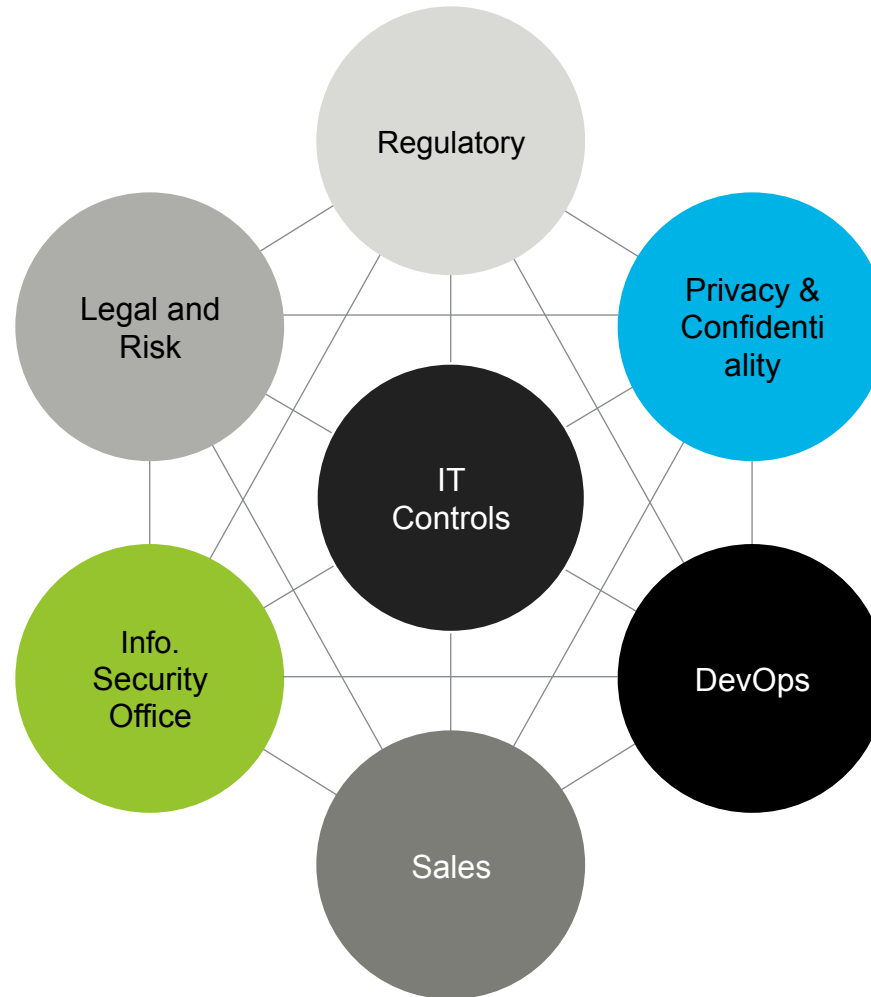 Regulatory
Legal and
Risk
Privacy &
Confidenti
ality
IT
Controls
Info.
Security
Office
DevOps
Sales